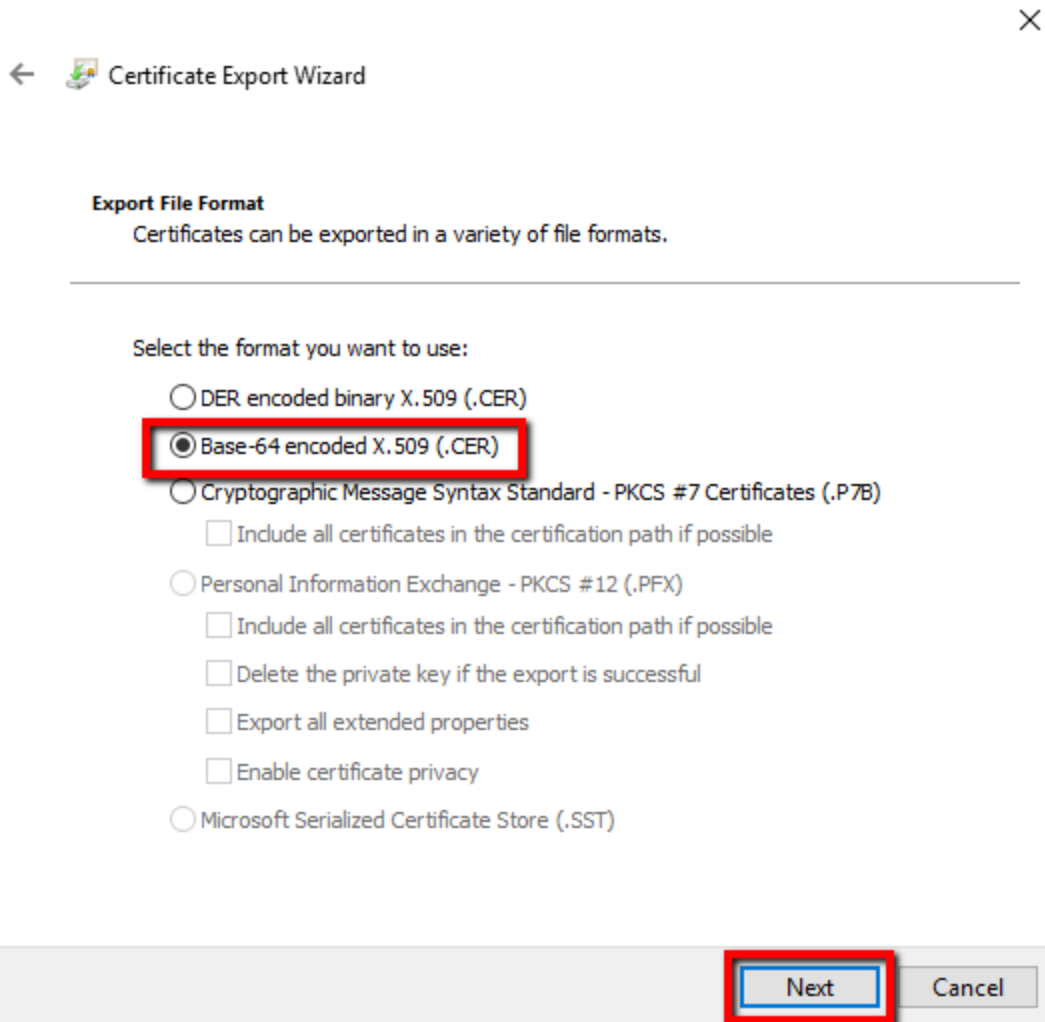 Certificate Export Wizard
Export File Format
Certificates can be exported in a variety of file formats.
Select the format you want to use:
DER encoded binary X.509 (.CER)
Base-64 encoded X.509 (.CER)
Cryptographic Message Syntax Standard - PKCS #7 Certificates (.P7B)
Include all certificates in the certification path if possible
Personal Information Exchange - PKCS #12 (.PFX)
Include all certificates in the certification path if possible
Delete the private key if the export is successful
Export all extended properties
Enable certificate privacy
Microsoft Serialized Certificate Store (.SST)
Next Cancel